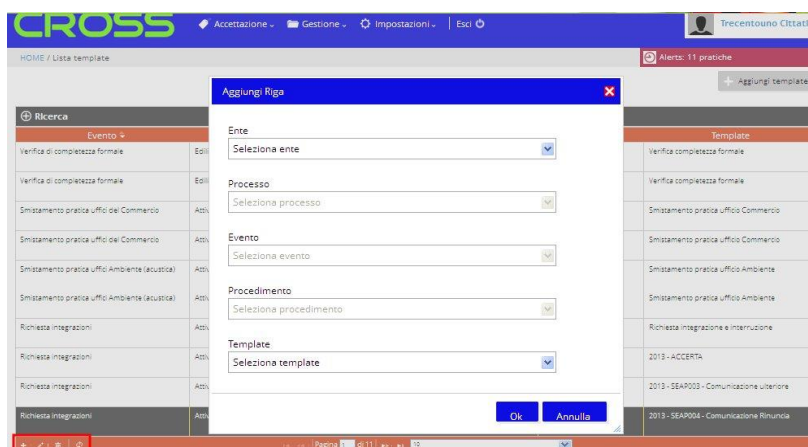 CROSS
Accettazione Gestione Impostazioni Esci
Trecentouno Cittati
HOME / Lista template
Alerts: 11 pratiche
Aggiungi template
Aggiungi Riga
Ricerca
Evento
Template
Ente
Seleziona ente
Verifica di completezza formale
Edili
Verifica completezza formale
Verifica di completezza formale
Edili
Verifica completezza formale
Processo
Seleziona processo
Smistamento pratica uffici del Commercio
Smistamento pratica ufficio Commercio
Smistamento pratica uffici del Commercio
Smistamento pratica ufficio Commercio
Evento
Seleziona evento
Smistamento pratica uffici Ambiente (acustica)
Smistamento pratica ufficio Ambiente
Smistamento pratica uffici Ambiente (acustica)
Smistamento pratica ufficio Ambiente
Procedimento
Seleziona procedimento
Richiesta integrazioni
Richiesta integrazione e interruzione
Template
Seleziona template
Richiesta integrazioni
2013 - ACCERTA
Richiesta integrazioni
2013 - SEAP003 - Comunicazione ulteriore
Richiesta integrazioni
2013 - SEAP004 - Comunicazione Rinuncia
Ok Annulla
Pagina 1 di 11 10